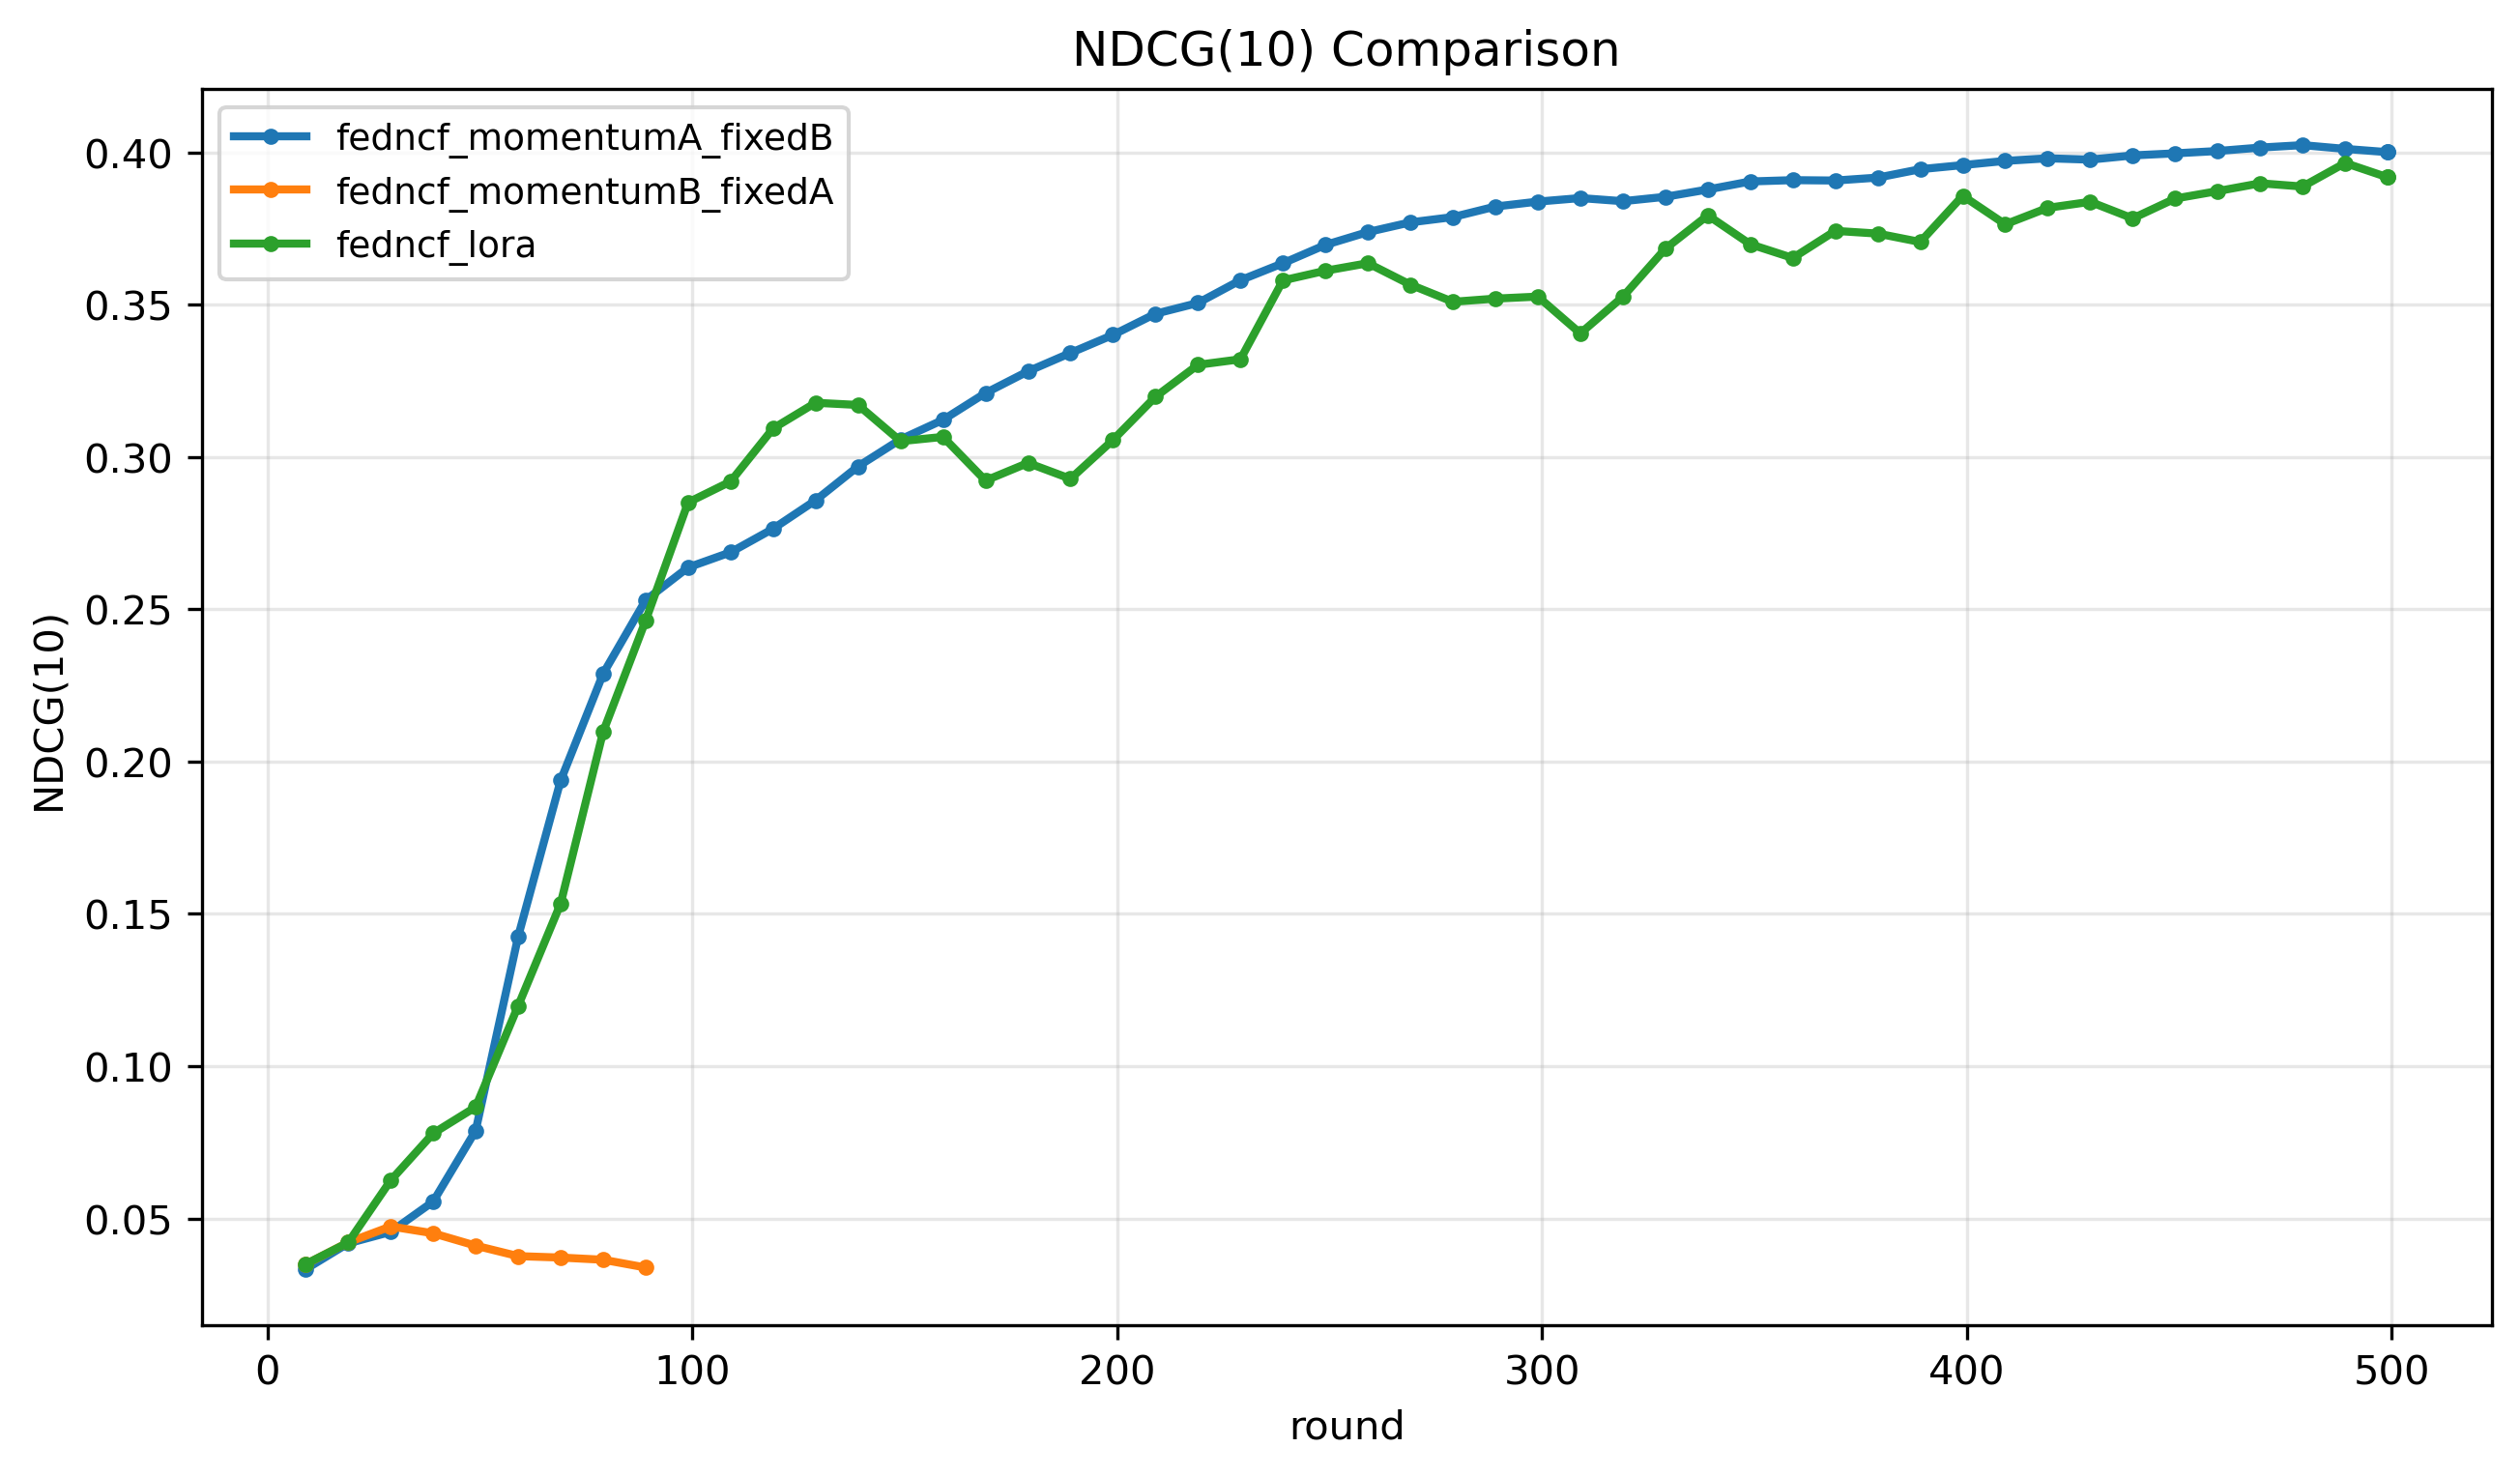 NDCG(10) Comparison
fedncf_momentumA_fixedB
fedncf_momentumB_fixedA
fedncf_lora
NDCG(10)
0.40
0.35
0.30
0.25
0.20
0.15
0.10
0.05
0 100 200 300 400 500
round